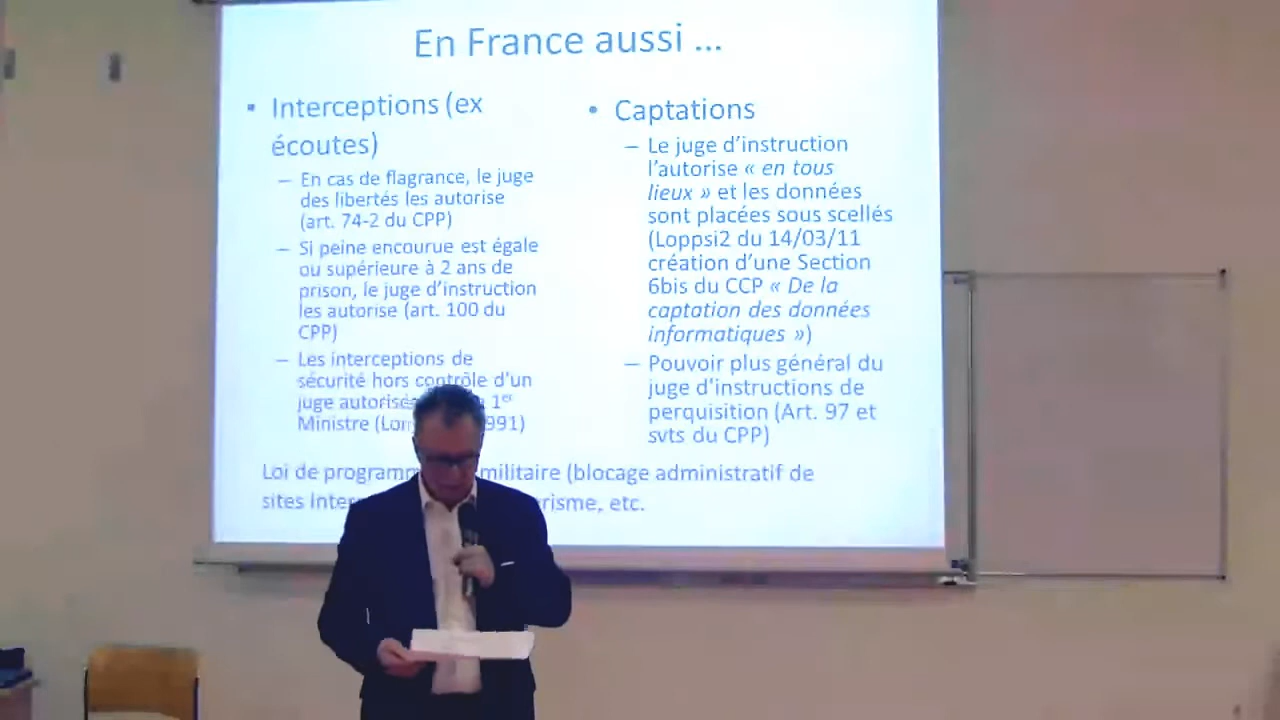 En France aussi ...
• Interceptions (ex
écoutes)
– En cas de flagrance, le juge
des libertés les autorise
(art. 74-2 du CPP)
– Si peine encourue est égale
ou supérieure à 2 ans de
prison, le juge d'instruction
les autorise (art. 100 du
CPP)
– Les interceptions de
sécurité hors contrôle d'un
juge autorisés 1er
Ministre (Loi 1991)
• Captations
– Le juge d'instruction
l'autorise « en tous
lieux » et les données
sont placées sous scellés
(Loppsi2 du 14/03/11
création d'une Section
6bis du CCP « De la
captation des données
informatiques »)
– Pouvoir plus général du
juge d'instructions de
perquisition (Art. 97 et
svts du CPP)
Loi de programm militaire (blocage administratif de
sites Inter risme, etc.